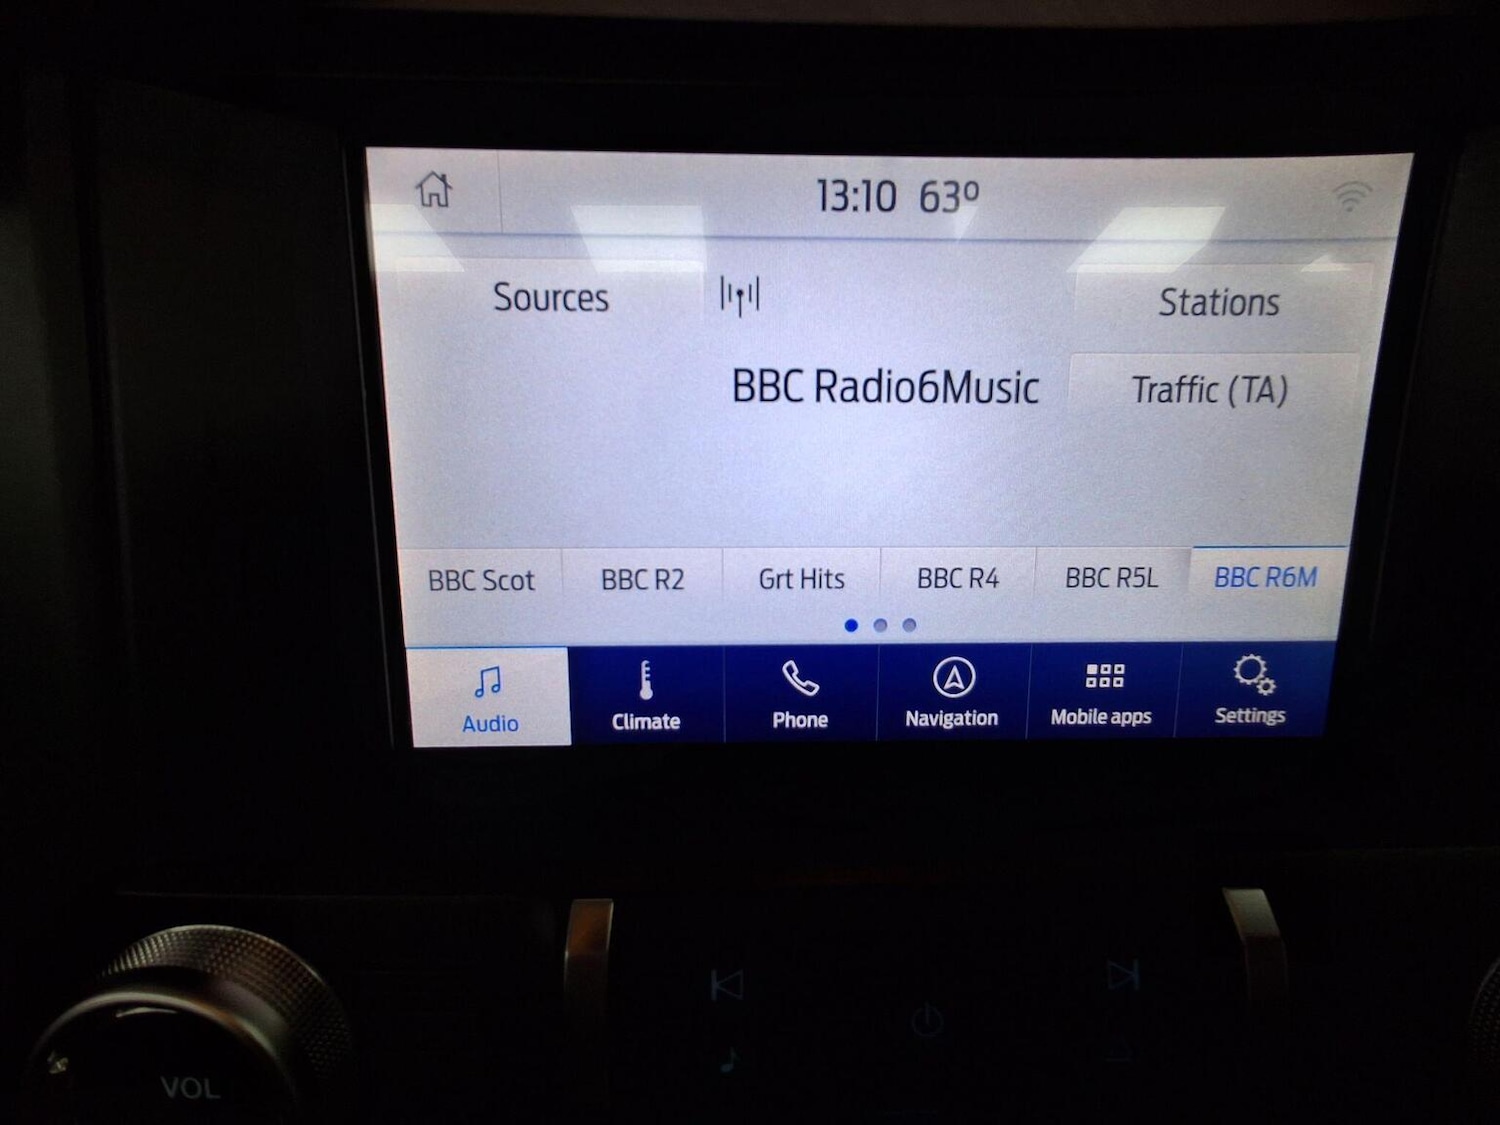 13:10 63º
Sources
Stations
BBC Radio6Music
Traffic (TA)
BBC Scot
BBC R2
Grt Hits
BBC R4
BBC R5L
BBC R6M
Audio
Climate
Phone
Navigation
Mobile apps
Settings
VOL